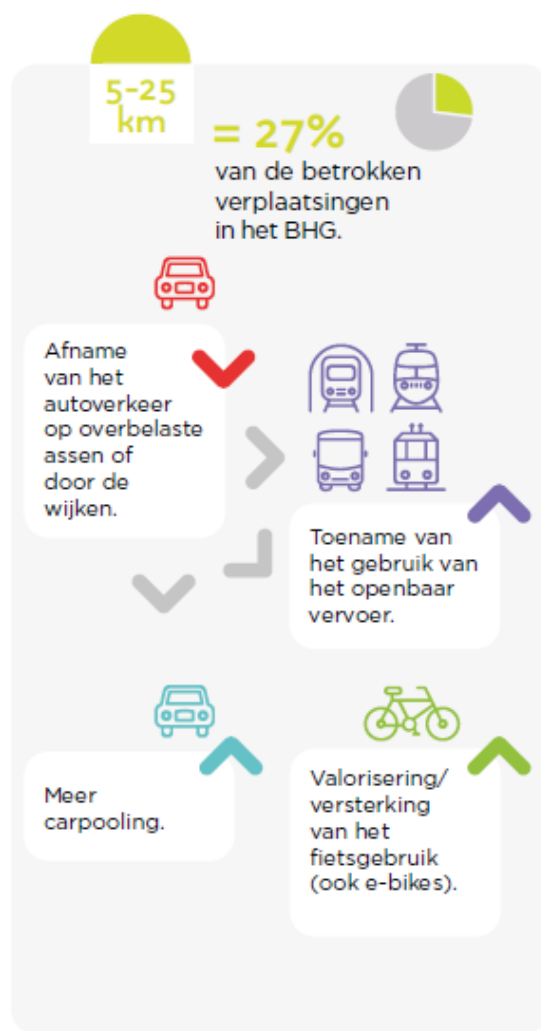 5-25
km
= 27%
van de betrokken
verplaatsingen
in het BHG.
Afname
van het
autoverkeer
op overbelaste
assen of
door de
wijken.
Toename van
het gebruik van
het openbaar
vervoer.
Meer
carpooling.
Valorisering/
versterking
van het
fietsgebruik
(ook e-bikes).